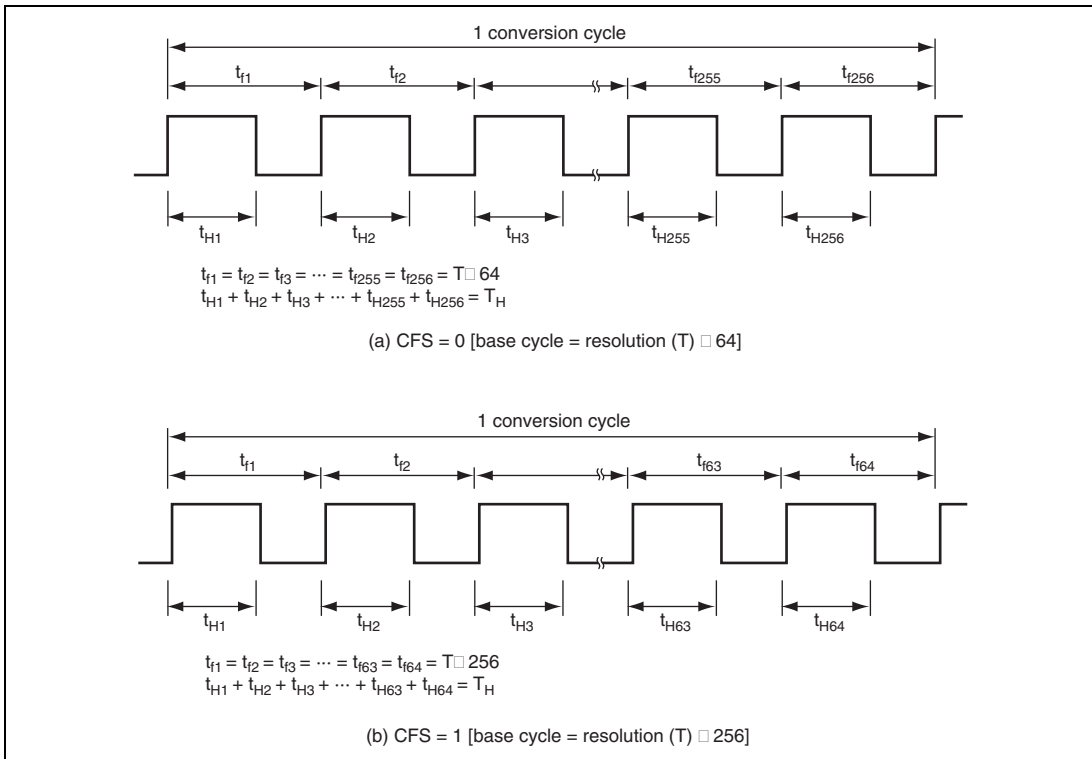 1 conversion cycle
tf1 tf2 tf255 tf256
tH1 tH2 tH3 tH255 tH256
tf1 = tf2 = tf3 = ··· = tf255 = tf256 = T□ 64
tH1 + tH2 + tH3 + ··· + tH255 + tH256 = TH
(a) CFS = 0 [base cycle = resolution (T) □ 64]
1 conversion cycle
tf1 tf2 tf63 tf64
tH1 tH2 tH3 tH63 tH64
tf1 = tf2 = tf3 = ··· = tf63 = tf64 = T□ 256
tH1 + tH2 + tH3 + ··· + tH63 + tH64 = TH
(b) CFS = 1 [base cycle = resolution (T) □ 256]